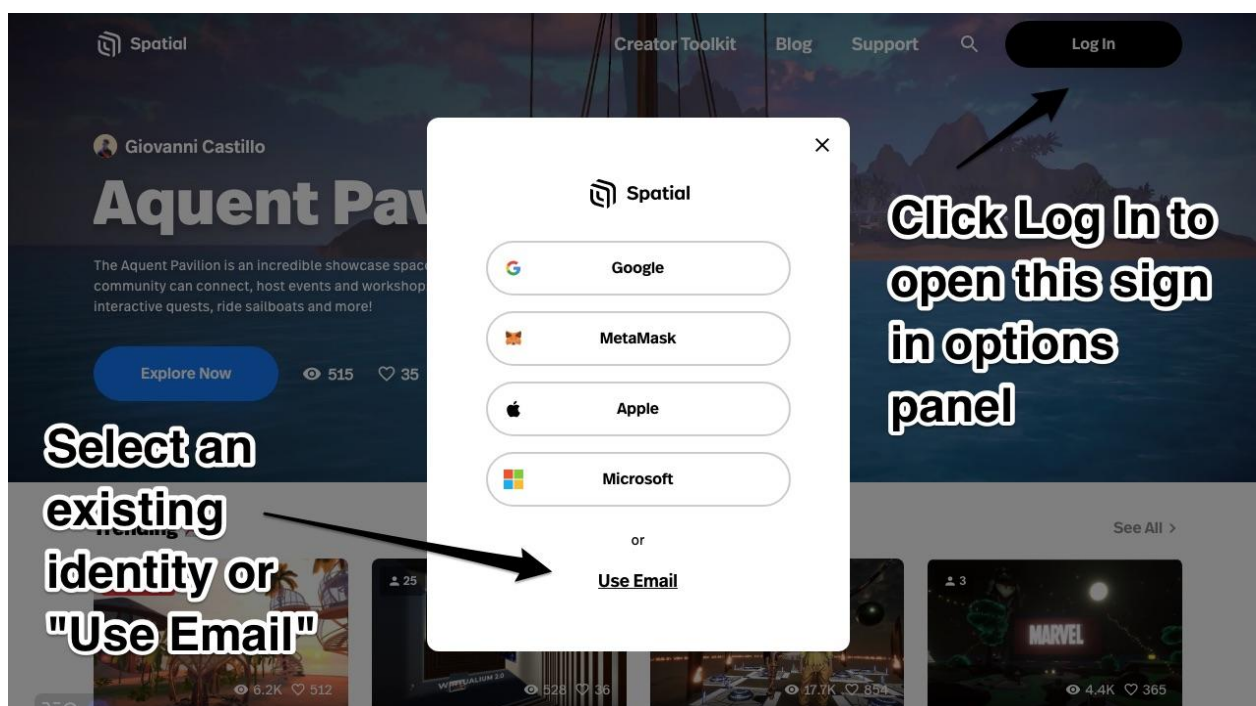 Spatial
Creator Toolkit Blog Support
Log In
Giovanni Castillo
Aquent Pav
The Aquent Pavilion is an incredible showcase space
community can connect, host events and workshop
interactive quests, ride sailboats and more!
Explore Now 515 35
Spatial
Google
MetaMask
Apple
Microsoft
or
Use Email
Click Log In to
open this sign
in options
panel
Select an
existing
identity or
"Use Email"
Trending
See All >
25
3
MARVEL
6.2K 512
528 36
17.7K 854
4.4K 365